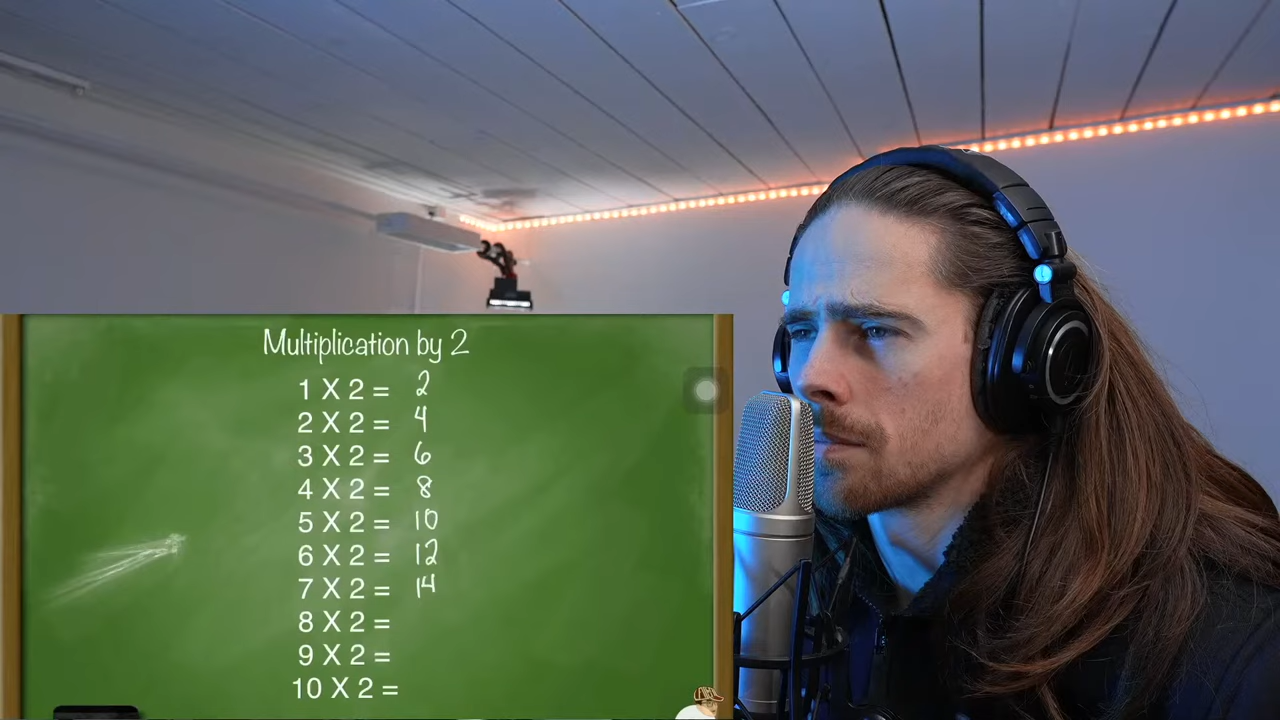 Multiplication by 2
1 X 2 = 2
2 X 2 = 4
3 X 2 = 6
4 X 2 = 8
5 X 2 = 10
6 X 2 = 12
7 X 2 = 14
8 X 2 =
9 X 2 =
10 X 2 =